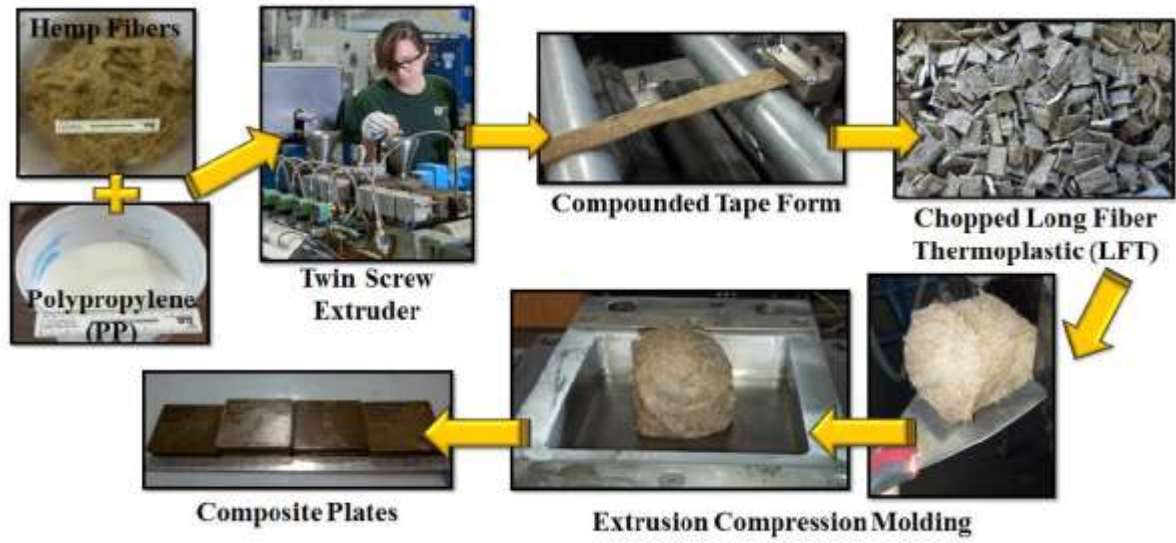 Hemp Fibers
Polypropylene
(PP)
Twin Screw
Extruder
Compounded Tape Form
Chopped Long Fiber
Thermoplastic (LFT)
Extrusion Compression Molding
Composite Plates